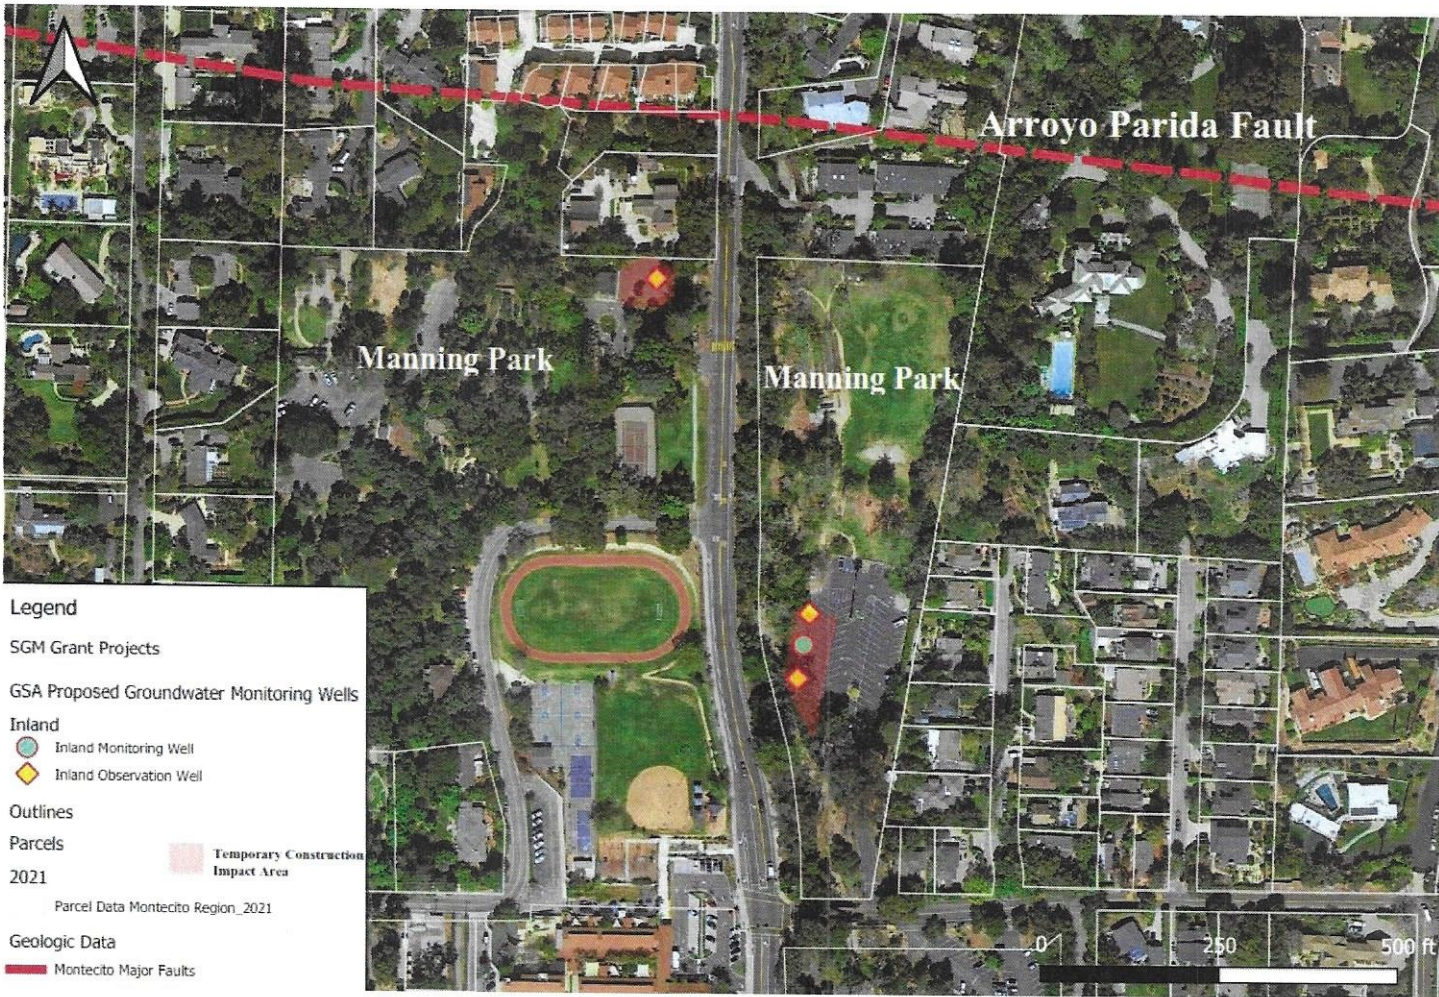 Arroyo Parida Fault
Manning Park
Manning Park
Legend
SGM Grant Projects
GSA Proposed Groundwater Monitoring Wells
Inland
Inland Monitoring Well
Inland Observation Well
Outlines
Parcels
Temporary Construction
Impact Area
2021
Parcel Data Montecito Region_2021
Geologic Data
Montecito Major Faults
0
250
500 ft